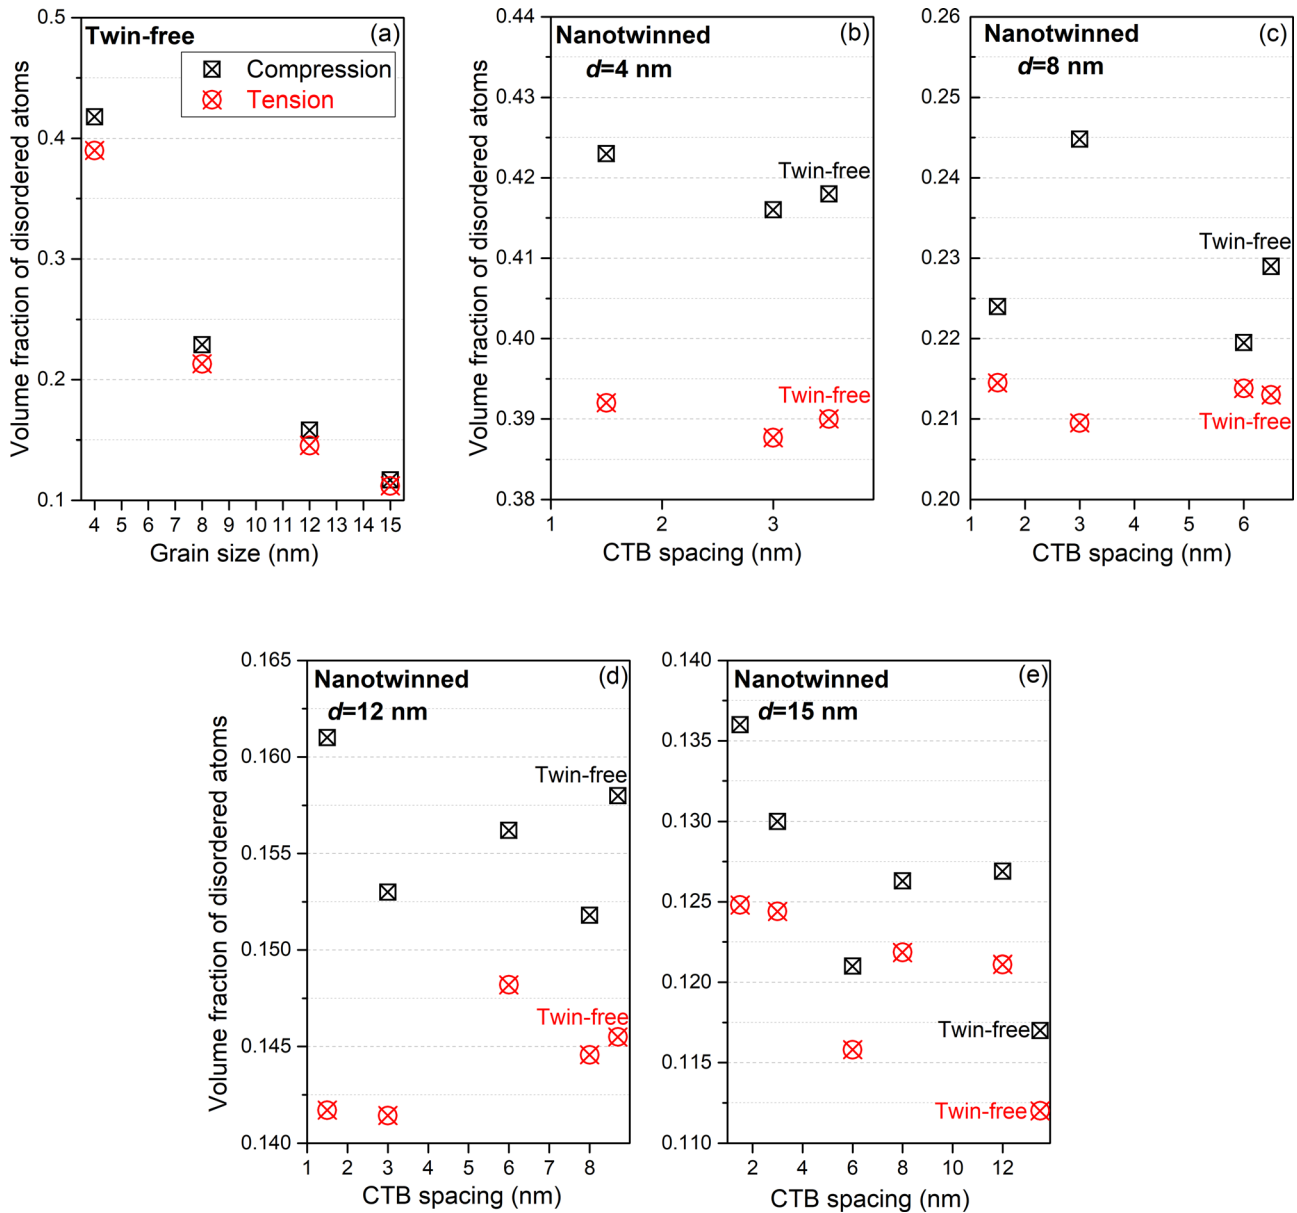 Twin-free
(a)
Compression
Tension
0.5
0.4
0.3
0.2
0.1
4 5 6 7 8 9 10 11 12 13 14 15
Grain size (nm)
Volume fraction of disordered atoms
Nanotwinned
(b)
d=4 nm
Twin-free
Twin-free
0.44
0.43
0.42
0.41
0.40
0.39
0.38
1 2 3
CTB spacing (nm)
Volume fraction of disordered atoms
Nanotwinned
(c)
d=8 nm
Twin-free
Twin-free
0.26
0.25
0.24
0.23
0.22
0.21
0.20
1 2 3 4 5 6
CTB spacing (nm)
Nanotwinned
(d)
d=12 nm
Twin-free
Twin-free
0.165
0.160
0.155
0.150
0.145
0.140
1 2 3 4 5 6 7 8
CTB spacing (nm)
Volume fraction of disordered atoms
Nanotwinned
(e)
d=15 nm
Twin-free
Twin-free
0.140
0.135
0.130
0.125
0.120
0.115
0.110
2 4 6 8 10 12
CTB spacing (nm)